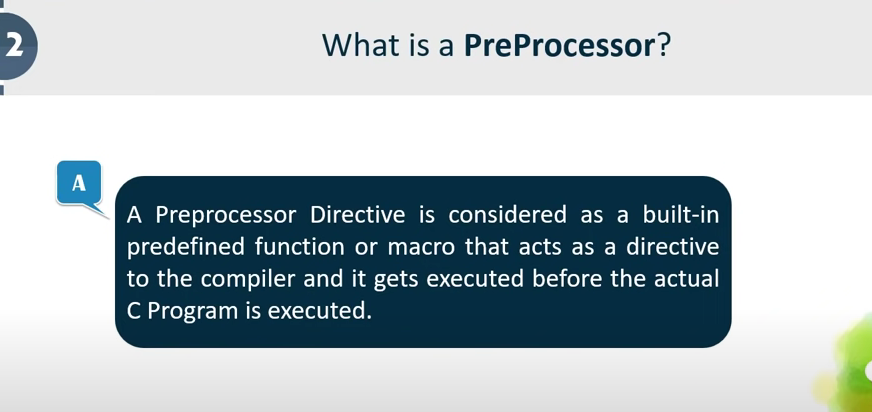 2
What is a PreProcessor?
A
A Preprocessor Directive is considered as a built-in
predefined function or macro that acts as a directive
to the compiler and it gets executed before the actual
C Program is executed.